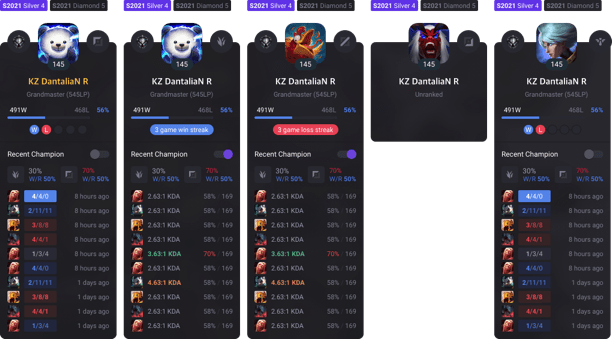 S2021 Silver 4 S2021 Diamond 5
145
KZ DantaliaN R
Grandmaster (545LP)
491W 468L 56%
W L
Recent Champion
30% 70%
W/R 50% W/R 50%
4/4/0 8 hours ago
2/11/11 8 hours ago
3/8/8 8 hours ago
4/4/1 8 hours ago
1/3/4 8 hours ago
4/4/0 8 hours ago
2/11/11 1 days ago
3/8/8 1 days ago
4/4/1 1 days ago
1/3/4 1 days ago
S2021 Silver 4 S2021 Diamond 5
145
KZ DantaliaN R
Grandmaster (545LP)
491W 468L 56%
3 game win streak
Recent Champion
30% 70%
W/R 50% W/R 50%
2.63:1 KDA 58% 169
2.63:1 KDA 58% 169
2.63:1 KDA 58% 169
2.63:1 KDA 58% 169
3.63:1 KDA 70% 169
2.63:1 KDA 58% 169
4.63:1 KDA 58% 169
2.63:1 KDA 58% 169
2.63:1 KDA 58% 169
2.63:1 KDA 58% 169
S2021 Silver 4 S2021 Diamond 5
145
KZ DantaliaN R
Grandmaster (545LP)
491W 468L 56%
3 game loss streak
Recent Champion
30% 70%
W/R 50% W/R 50%
2.63:1 KDA 58% 169
2.63:1 KDA 58% 169
2.63:1 KDA 58% 169
2.63:1 KDA 58% 169
3.63:1 KDA 70% 169
2.63:1 KDA 58% 169
4.63:1 KDA 58% 169
2.63:1 KDA 58% 169
2.63:1 KDA 58% 169
2.63:1 KDA 58% 169
S2021 Silver 4 S2021 Diamond 5
145
KZ DantaliaN R
Unranked
S2021 Silver 4 S2021 Diamond 5
145
KZ DantaliaN R
Grandmaster (545LP)
491W 468L 56%
W L
Recent Champion
30% 70%
W/R 50% W/R 50%
4/4/0 8 hours ago
2/11/11 8 hours ago
3/8/8 8 hours ago
4/4/1 8 hours ago
1/3/4 8 hours ago
4/4/0 8 hours ago
2/11/11 1 days ago
3/8/8 1 days ago
4/4/1 1 days ago
1/3/4 1 days ago